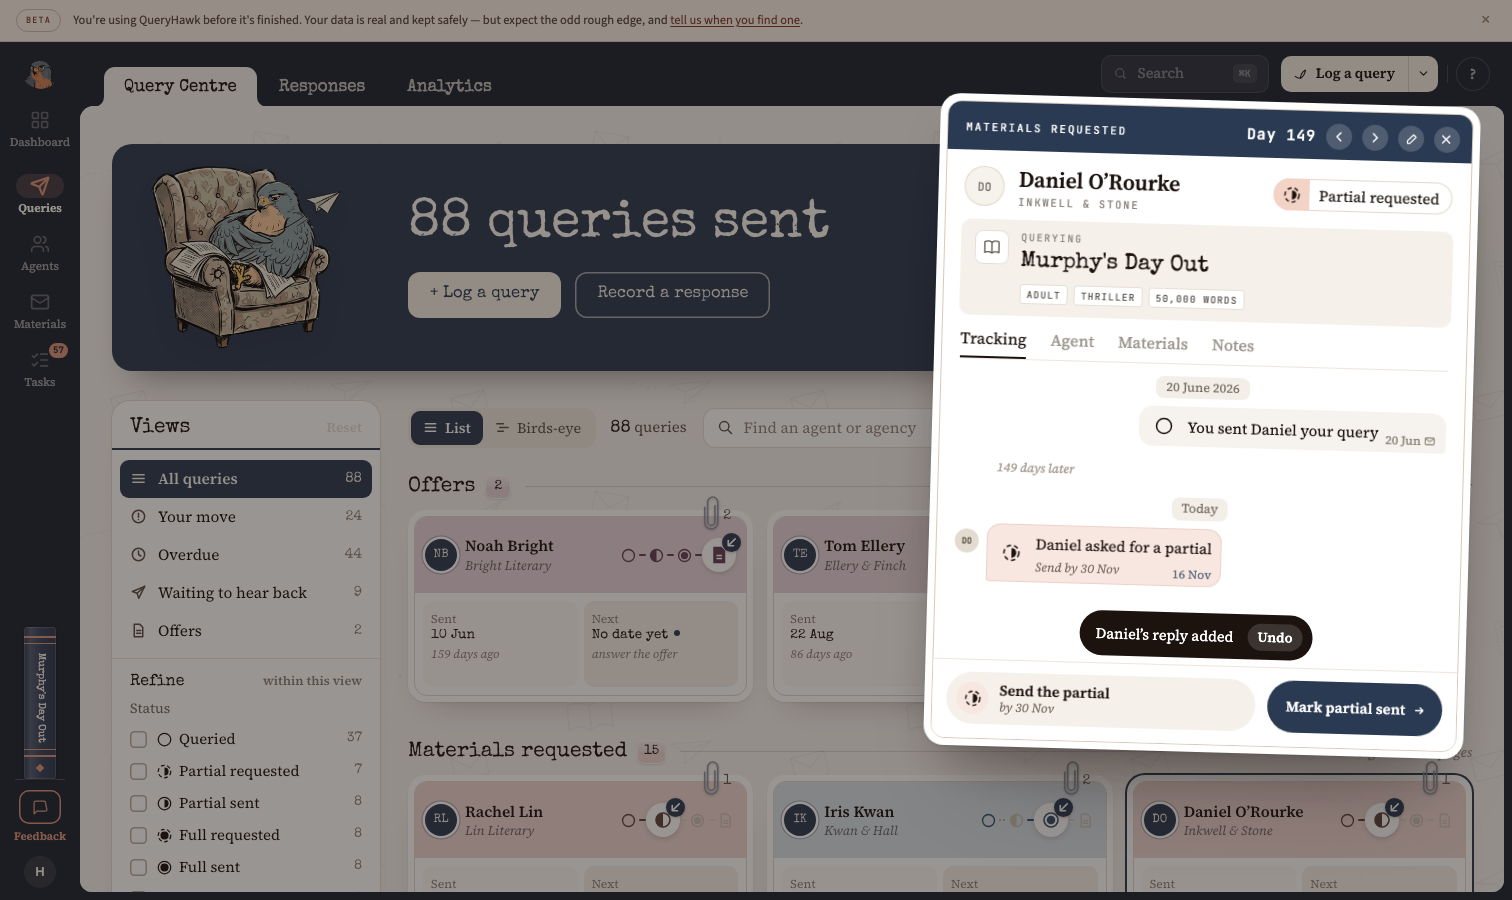 BETA You're using QueryHawk before it's finished. Your data is real and kept safely — but expect the odd rough edge, and tell us when you find one. ×
Query Centre Responses Analytics Search ⌘K Log a query ?
Dashboard
Queries
Agents
Materials
57
Tasks
Murphy's Day Out
Feedback
H
88 queries sent
+ Log a query Record a response
Views Reset
All queries 88
Your move 24
Overdue 44
Waiting to hear back 9
Offers 2
Refine within this view
Status
Queried 37
Partial requested 7
Partial sent 8
Full requested 8
Full sent 8
List Birds-eye 88 queries Find an agent or agency
Offers 2
2
NB Noah Bright
Bright Literary
Sent
10 Jun
159 days ago
Next
No date yet
answer the offer
TE Tom Ellery
Ellery & Finch
Sent
22 Aug
86 days ago
Materials requested 15
1
RL Rachel Lin
Lin Literary
Sent Next
2
IK Iris Kwan
Kwan & Hall
Sent Next
1
DO Daniel O'Rourke
Inkwell & Stone
Sent Next
MATERIALS REQUESTED Day 149
DO Daniel O'Rourke
INKWELL & STONE
Partial requested
QUERYING
Murphy's Day Out
ADULT THRILLER 50,000 WORDS
Tracking Agent Materials Notes
20 June 2026
You sent Daniel your query 20 Jun
149 days later
Today
DO Daniel asked for a partial
Send by 30 Nov 16 Nov
Daniel's reply added Undo
Send the partial
by 30 Nov
Mark partial sent →